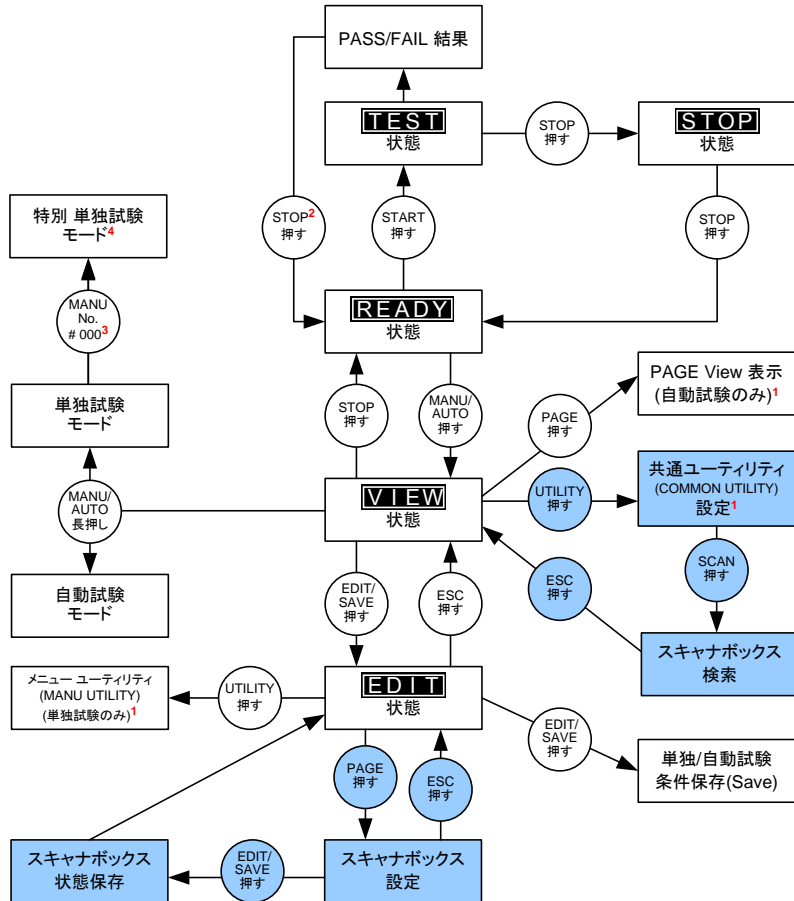 PASS/FAIL 結果
TEST
状態
STOP
押す
STOP
状態
特別 単独試験
モード4
STOP2
押す
START
押す
STOP
押す
MANU
No.
# 0003
READY
状態
単独試験
モード
STOP
押す
MANU/
AUTO
押す
PAGE
押す
PAGE View 表示
(自動試験のみ)1
MANU/
AUTO
長押し
VIEW
状態
UTILITY
押す
共通ユーティリティ
(COMMON UTILITY)
設定1
自動試験
モード
EDIT/
SAVE
押す
ESC
押す
ESC
押す
SCAN
押す
スキャナボックス
検索
メニュー ユーティリティ
(MANU UTILITY)
(単独試験のみ)1
UTILITY
押す
EDIT
状態
EDIT/
SAVE
押す
単独/自動試験
条件保存(Save)
PAGE
押す
ESC
押す
スキャナボックス
状態保存
EDIT/
SAVE
押す
スキャナボックス
設定